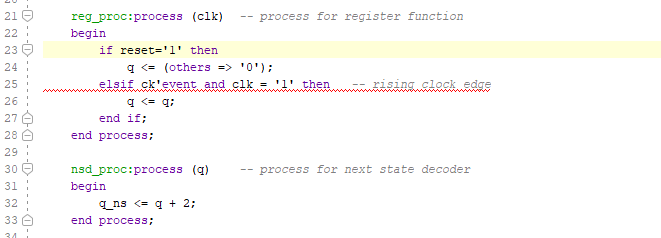 21 reg_proc:process (clk)  -- process for register function
22 begin
23     if reset='1' then
24         q <= (others => '0');
25     elsif ck'event and clk = '1' then   -- rising clock edge
26         q <= q;
27     end if;
28 end process;
29
30 nsd_proc:process (q)    -- process for next state decoder
31 begin
32     q_ns <= q + 2;
33 end process;